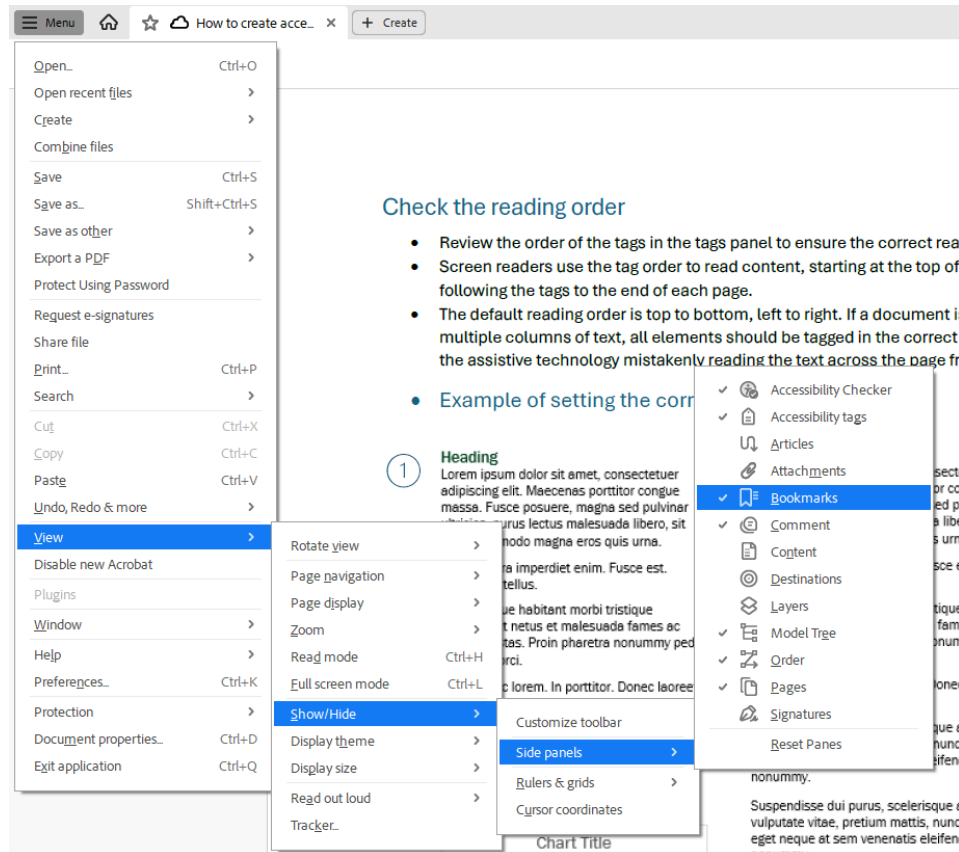 Menu
How to create acce...
Create
Open...
Ctrl+O
Open recent files
Create
Combine files
Save
Ctrl+S
Save as...
Shift+Ctrl+S
Save as other
Export a PDF
Protect Using Password
Request e-signatures
Share file
Print...
Ctrl+P
Search
Cut
Ctrl+X
Copy
Ctrl+C
Paste
Ctrl+V
Undo, Redo & more
View
Disable new Acrobat
Plugins
Window
Help
Preferences...
Ctrl+K
Protection
Document properties...
Ctrl+D
Exit application
Ctrl+Q
Rotate view
Page navigation
Page display
Zoom
Read mode
Ctrl+H
Full screen mode
Ctrl+L
Show/Hide
Display theme
Display size
Read out loud
Tracker...
Customize toolbar
Side panels
Rulers & grids
Cursor coordinates
Accessibility Checker
Accessibility tags
Articles
Attachments
Bookmarks
Comment
Content
Destinations
Layers
Model Tree
Order
Pages
Signatures
Reset Panes
Check the reading order
• Review the order of the tags in the tags panel to ensure the correct rea
• Screen readers use the tag order to read content, starting at the top of
following the tags to the end of each page.
• The default reading order is top to bottom, left to right. If a document i
multiple columns of text, all elements should be tagged in the correct
the assistive technology mistakenly reading the text across the page fr
• Example of setting the corr
1
Heading
Lorem ipsum dolor sit amet, consectetuer
adipiscing elit. Maecenas porttitor congue
massa. Fusce posuere, magna sed pulvinar
purus lectus malesuada libero, sit
modo magna eros quis urna.
imperdiet enim. Fusce est.
tellus.
habitant morbi tristique
netus et malesuada fames ac
Proin pharetra nonummy ped
orci.
lorem. In porttitor. Donec laoree
nonummy.
Suspendisse dui purus, scelerisque a
vulputate vitae, pretium mattis, nunc
eget neque at sem venenatis eleifen
Chart Title